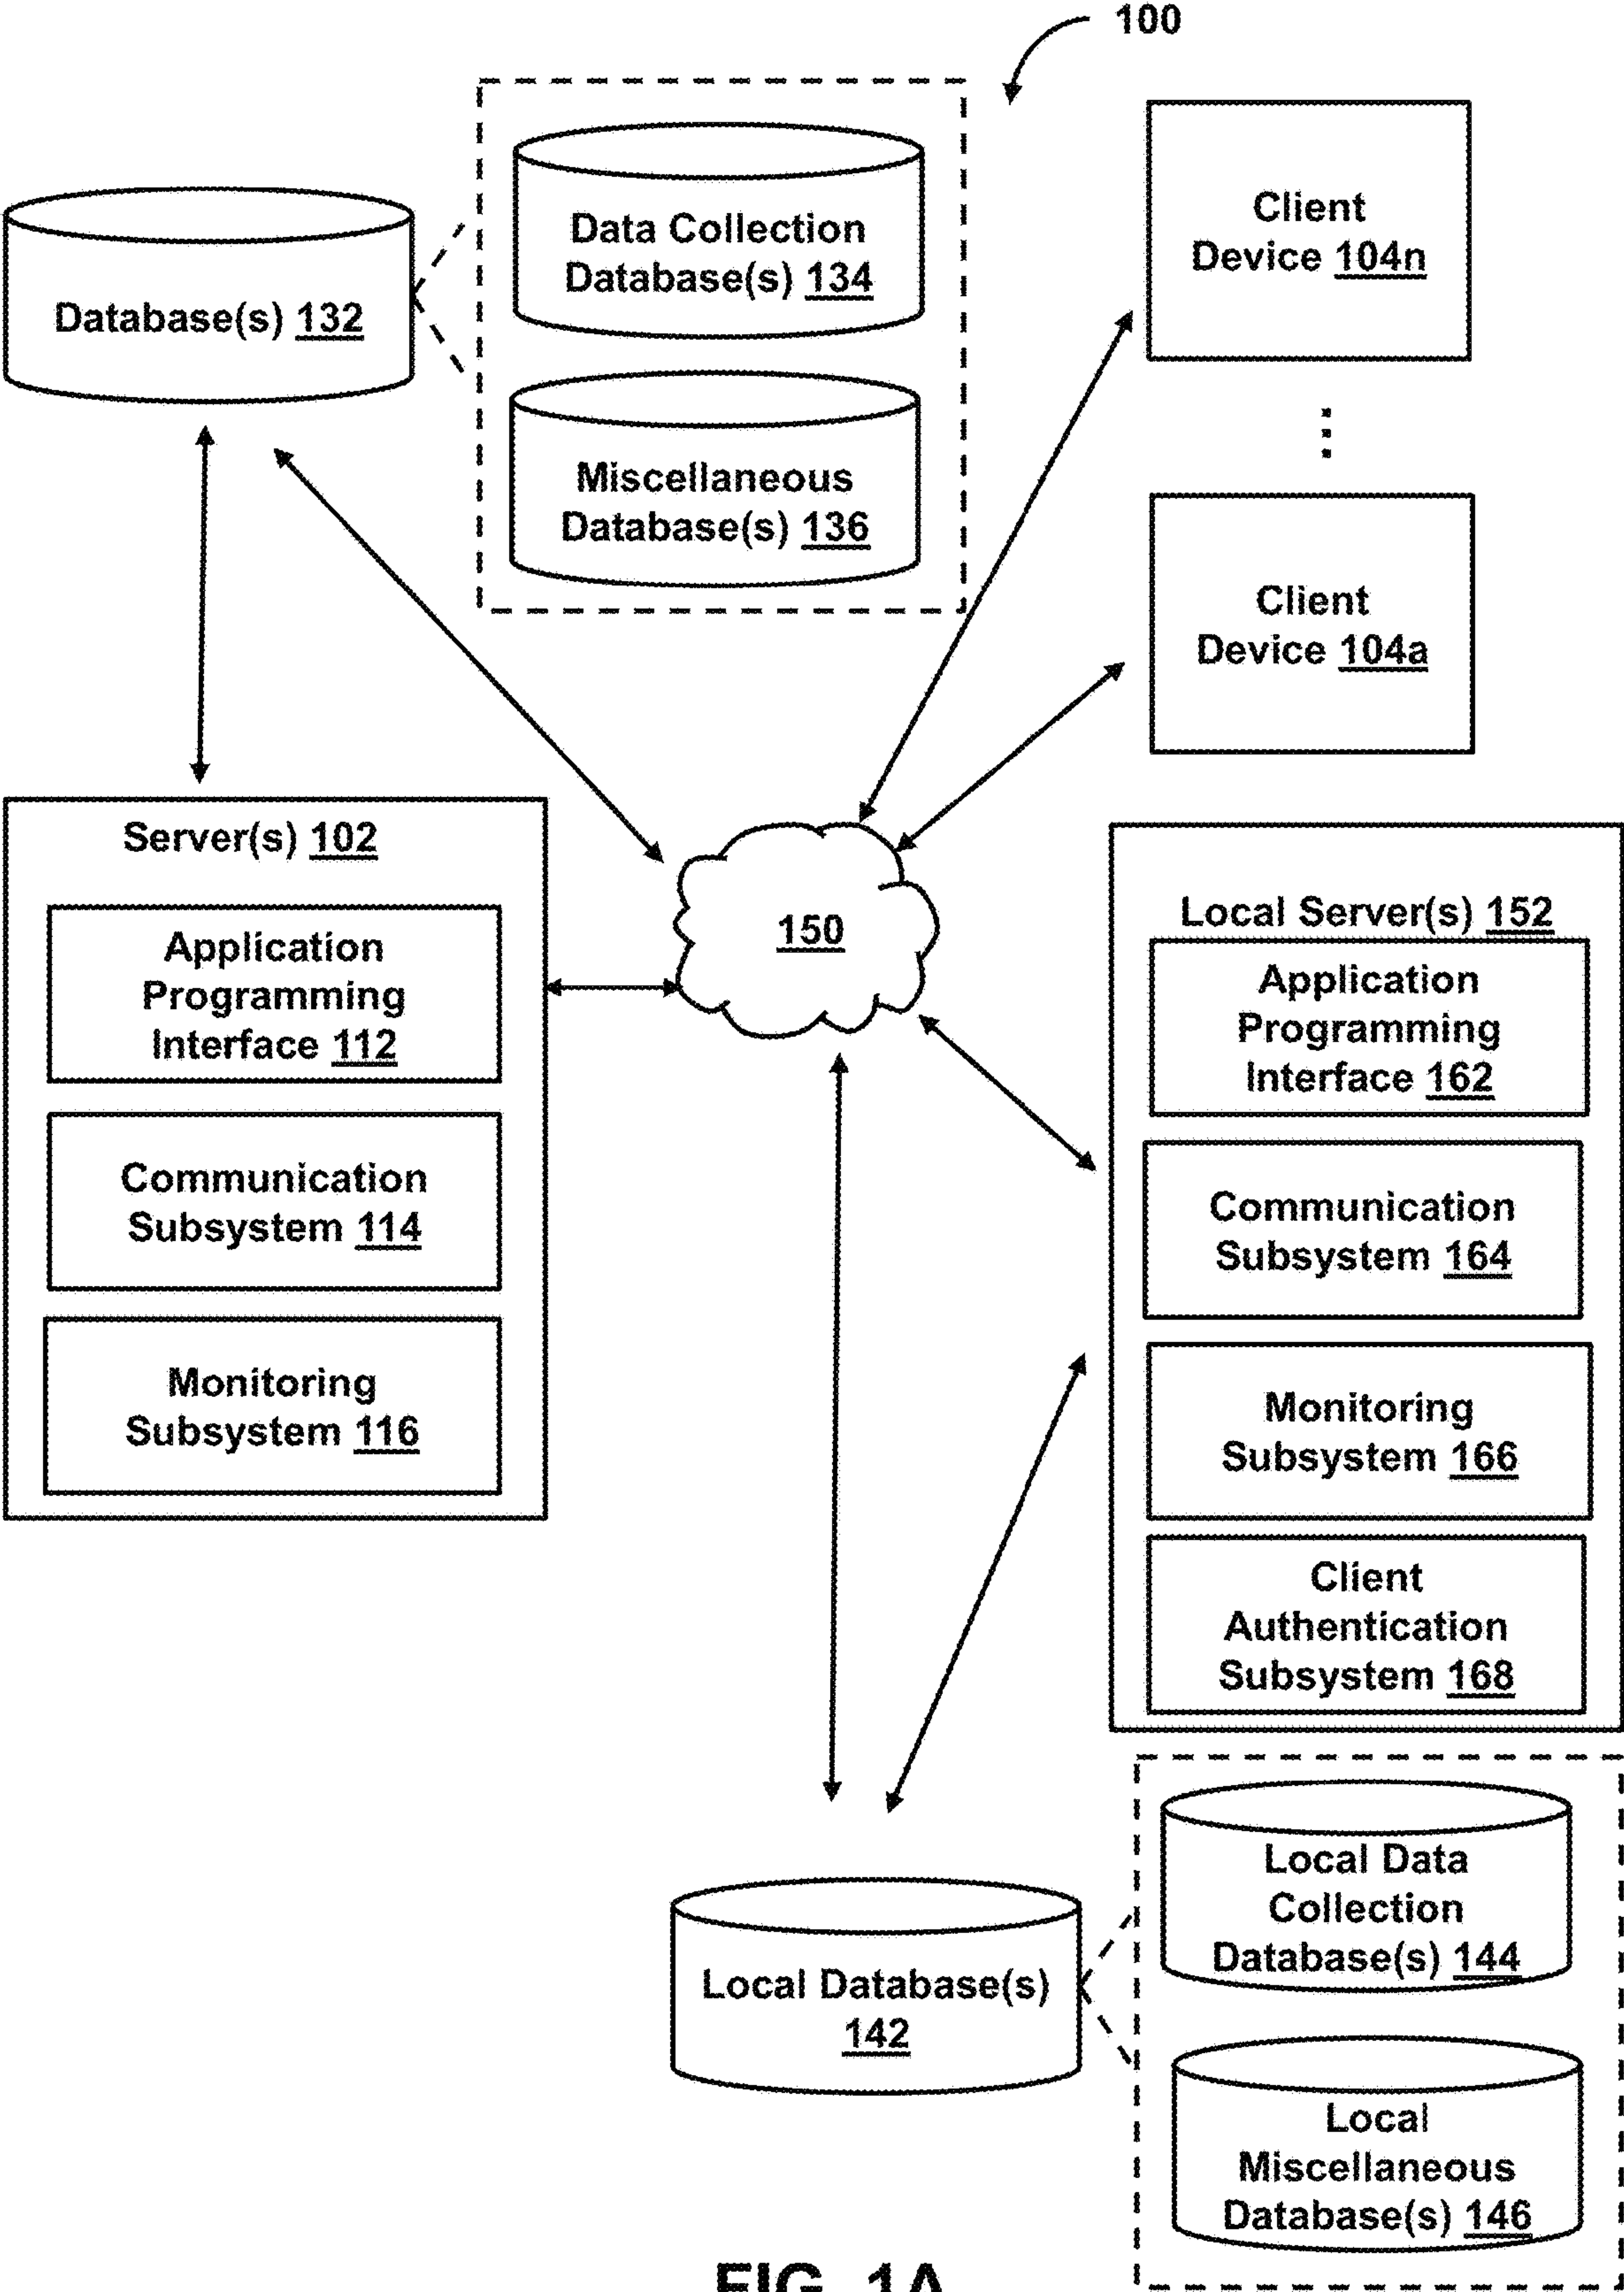 100
Data Collection
Database(s) 134
Database(s) 132
Miscellaneous
Database(s) 136
Client
Device 104n
Client
Device 104a
Server(s) 102
Application
Programming
Interface 112
Communication
Subsystem 114
Monitoring
Subsystem 116
150
Local Server(s) 152
Application
Programming
Interface 162
Communication
Subsystem 164
Monitoring
Subsystem 166
Client
Authentication
Subsystem 168
Local Database(s)
142
Local Data
Collection
Database(s) 144
Local
Miscellaneous
Database(s) 146
FIG. 1A